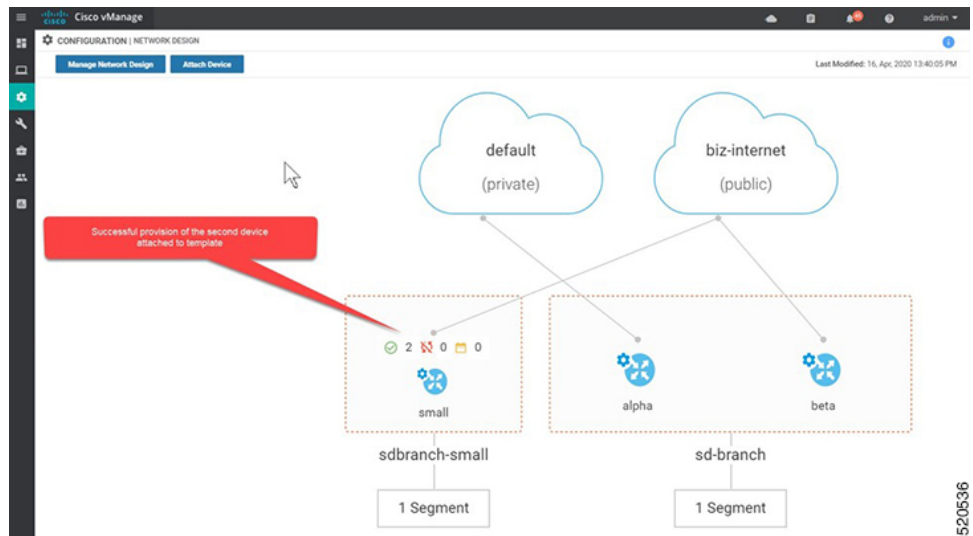 CISCO
Cisco vManage
admin
CONFIGURATION | NETWORK DESIGN
Manage Network Design
Attach Device
Last Modified: 16, Apr, 2020 13:40:05 PM
default
(private)
biz-internet
(public)
Successful provision of the second device
attached to template
2 0 0
small
alpha
beta
sdbranch-small
sd-branch
1 Segment
1 Segment
520536